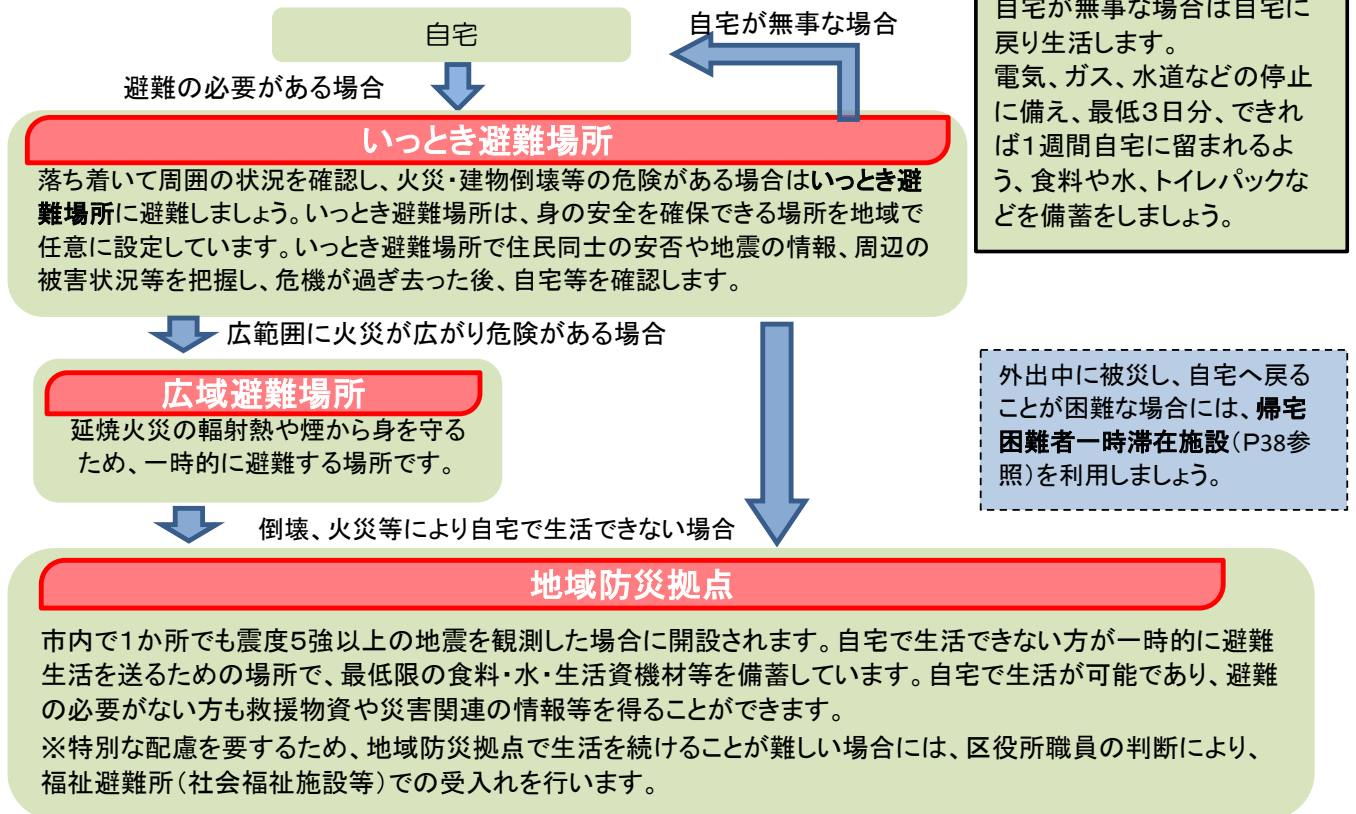 自宅
自宅が無事な場合
避難の必要がある場合
自宅が無事な場合は自宅に
戻り生活します。
電気、ガス、水道などの停止
に備え、最低3日分、できれ
ば1週間自宅に留まれるよ
う、食料や水、トイレパックな
どを備蓄をしましょう。
いっとき避難場所
落ち着いて周囲の状況を確認し、火災・建物倒壊等の危険がある場合はいっとき避
難場所に避難しましょう。いっとき避難場所は、身の安全を確保できる場所を地域で
任意に設定しています。いっとき避難場所で住民同士の安否や地震の情報、周辺の
被害状況等を把握し、危機が過ぎ去った後、自宅等を確認します。
広範囲に火災が広がり危険がある場合
広域避難場所
延焼火災の輻射熱や煙から身を守る
ため、一時的に避難する場所です。
外出中に被災し、自宅へ戻る
ことが困難な場合には、帰宅
困難者一時滞在施設(P38参
照)を利用しましょう。
倒壊、火災等により自宅で生活できない場合
地域防災拠点
市内で1か所でも震度5強以上の地震を観測した場合に開設されます。自宅で生活できない方が一時的に避難
生活を送るための場所で、最低限の食料・水・生活資機材等を備蓄しています。自宅で生活が可能であり、避難
の必要がない方も救援物資や災害関連の情報等を得ることができます。
※特別な配慮を要するため、地域防災拠点で生活を続けることが難しい場合には、区役所職員の判断により、
福祉避難所(社会福祉施設等)での受入れを行います。